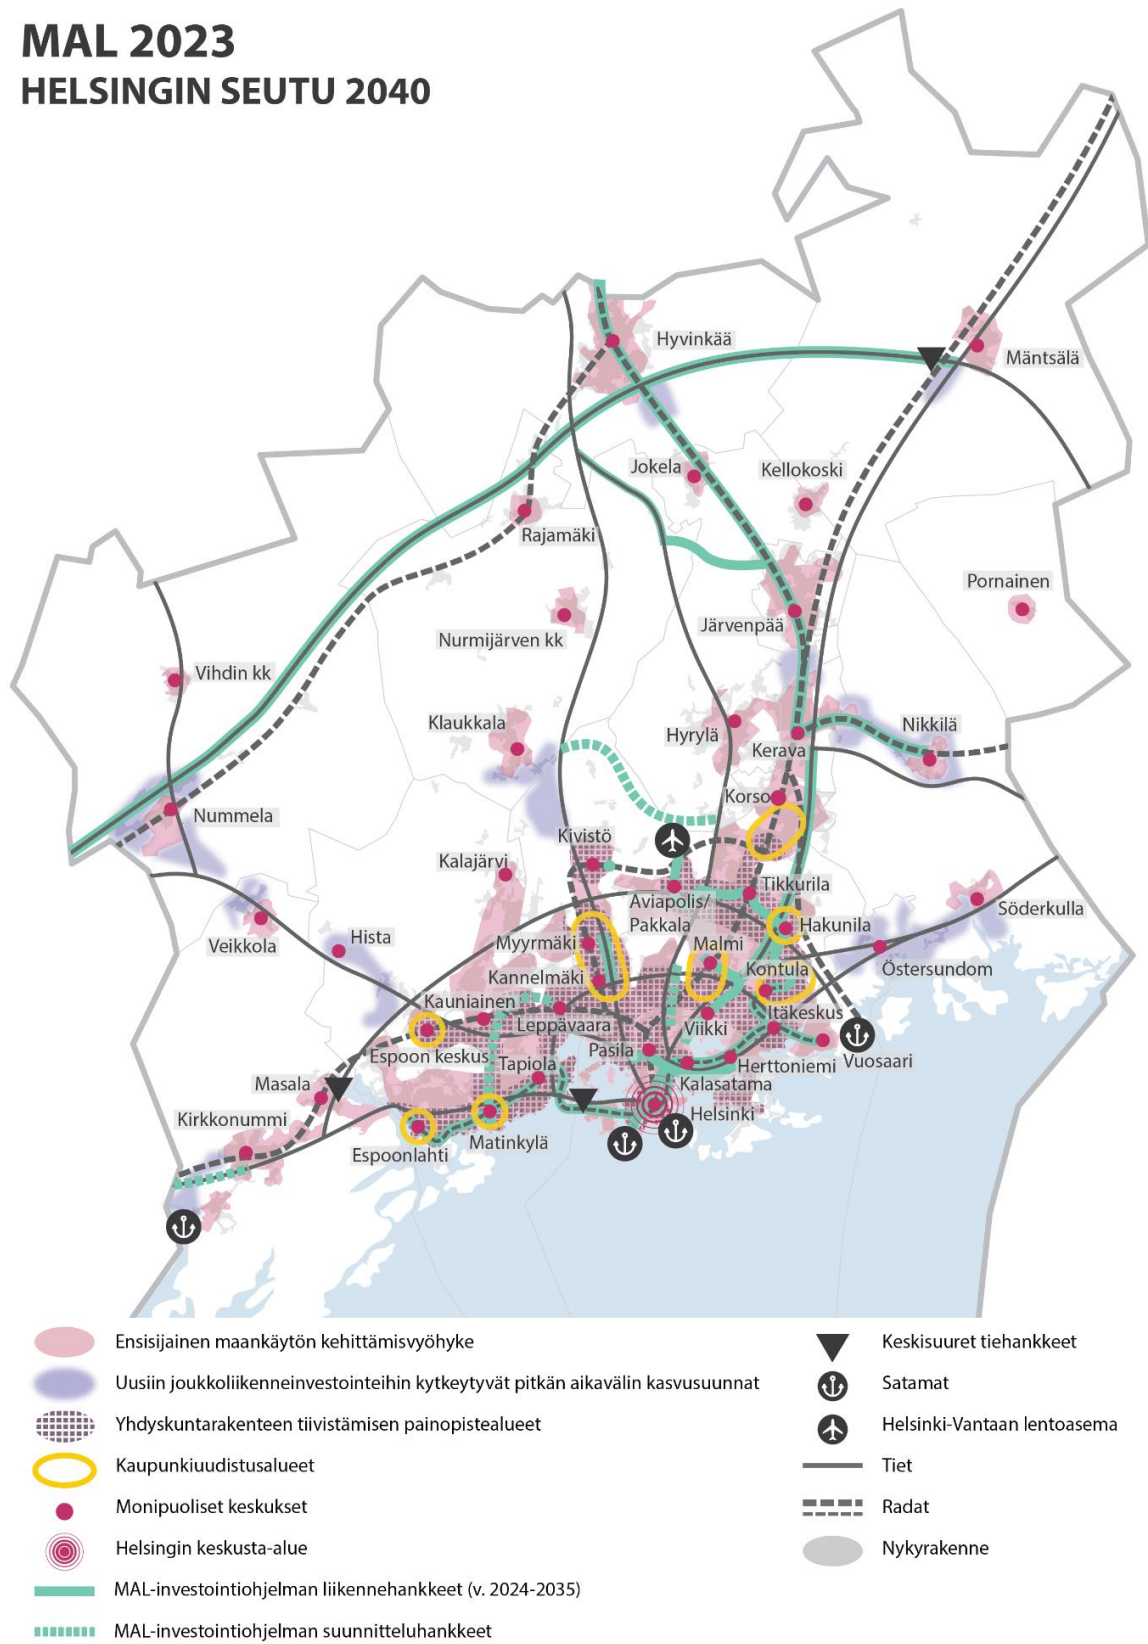 MAL 2023
HELSINGIN SEUTU 2040
Hyvinkää
Mäntsälä
Jokela
Kellokoski
Rajamäki
Pornainen
Järvenpää
Nurmijärven kk
Vihdin kk
Klaukkala
Hyrylä
Nikkilä
Kerava
Korso
Nummela
Kivistö
Kalajärvi
Tikkurila
Aviapolis/
Pakkala
Söderkulla
Hakunila
Veikkola
Hista
Myyrmäki
Malmi
Kannelmäki
Kontula
Östersundom
Kauniainen
Leppävaara
Viikki
Itäkeskus
Espoon keskus
Tapiola
Pasila
Herttoniemi
Vuosaari
Masala
Kalasatama
Kirkkonummi
Helsinki
Matinkylä
Espoonlahti
Ensisijainen maankäytön kehittämisvyöhyke
Uusiin joukkoliikenneinvestointeihin kytkeytyvät pitkän aikavälin kasvusuunnat
Yhdyskuntarakenteen tiivistämisen painopistealueet
Kaupunkiuudistusalueet
Monipuoliset keskukset
Helsingin keskusta-alue
MAL-investointiohjelman liikennehankkeet (v. 2024-2035)
MAL-investointiohjelman suunnitteluhankkeet
Keskisuuret tiehankkeet
Satamat
Helsinki-Vantaan lentoasema
Tiet
Radat
Nykyrakenne